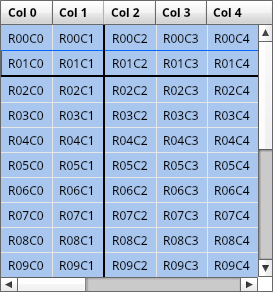 Col 0 Col 1 Col 2 Col 3 Col 4
R00C0 R00C1 R00C2 R00C3 R00C4
R01C0 R01C1 R01C2 R01C3 R01C4
R02C0 R02C1 R02C2 R02C3 R02C4
R03C0 R03C1 R03C2 R03C3 R03C4
R04C0 R04C1 R04C2 R04C3 R04C4
R05C0 R05C1 R05C2 R05C3 R05C4
R06C0 R06C1 R06C2 R06C3 R06C4
R07C0 R07C1 R07C2 R07C3 R07C4
R08C0 R08C1 R08C2 R08C3 R08C4
R09C0 R09C1 R09C2 R09C3 R09C4